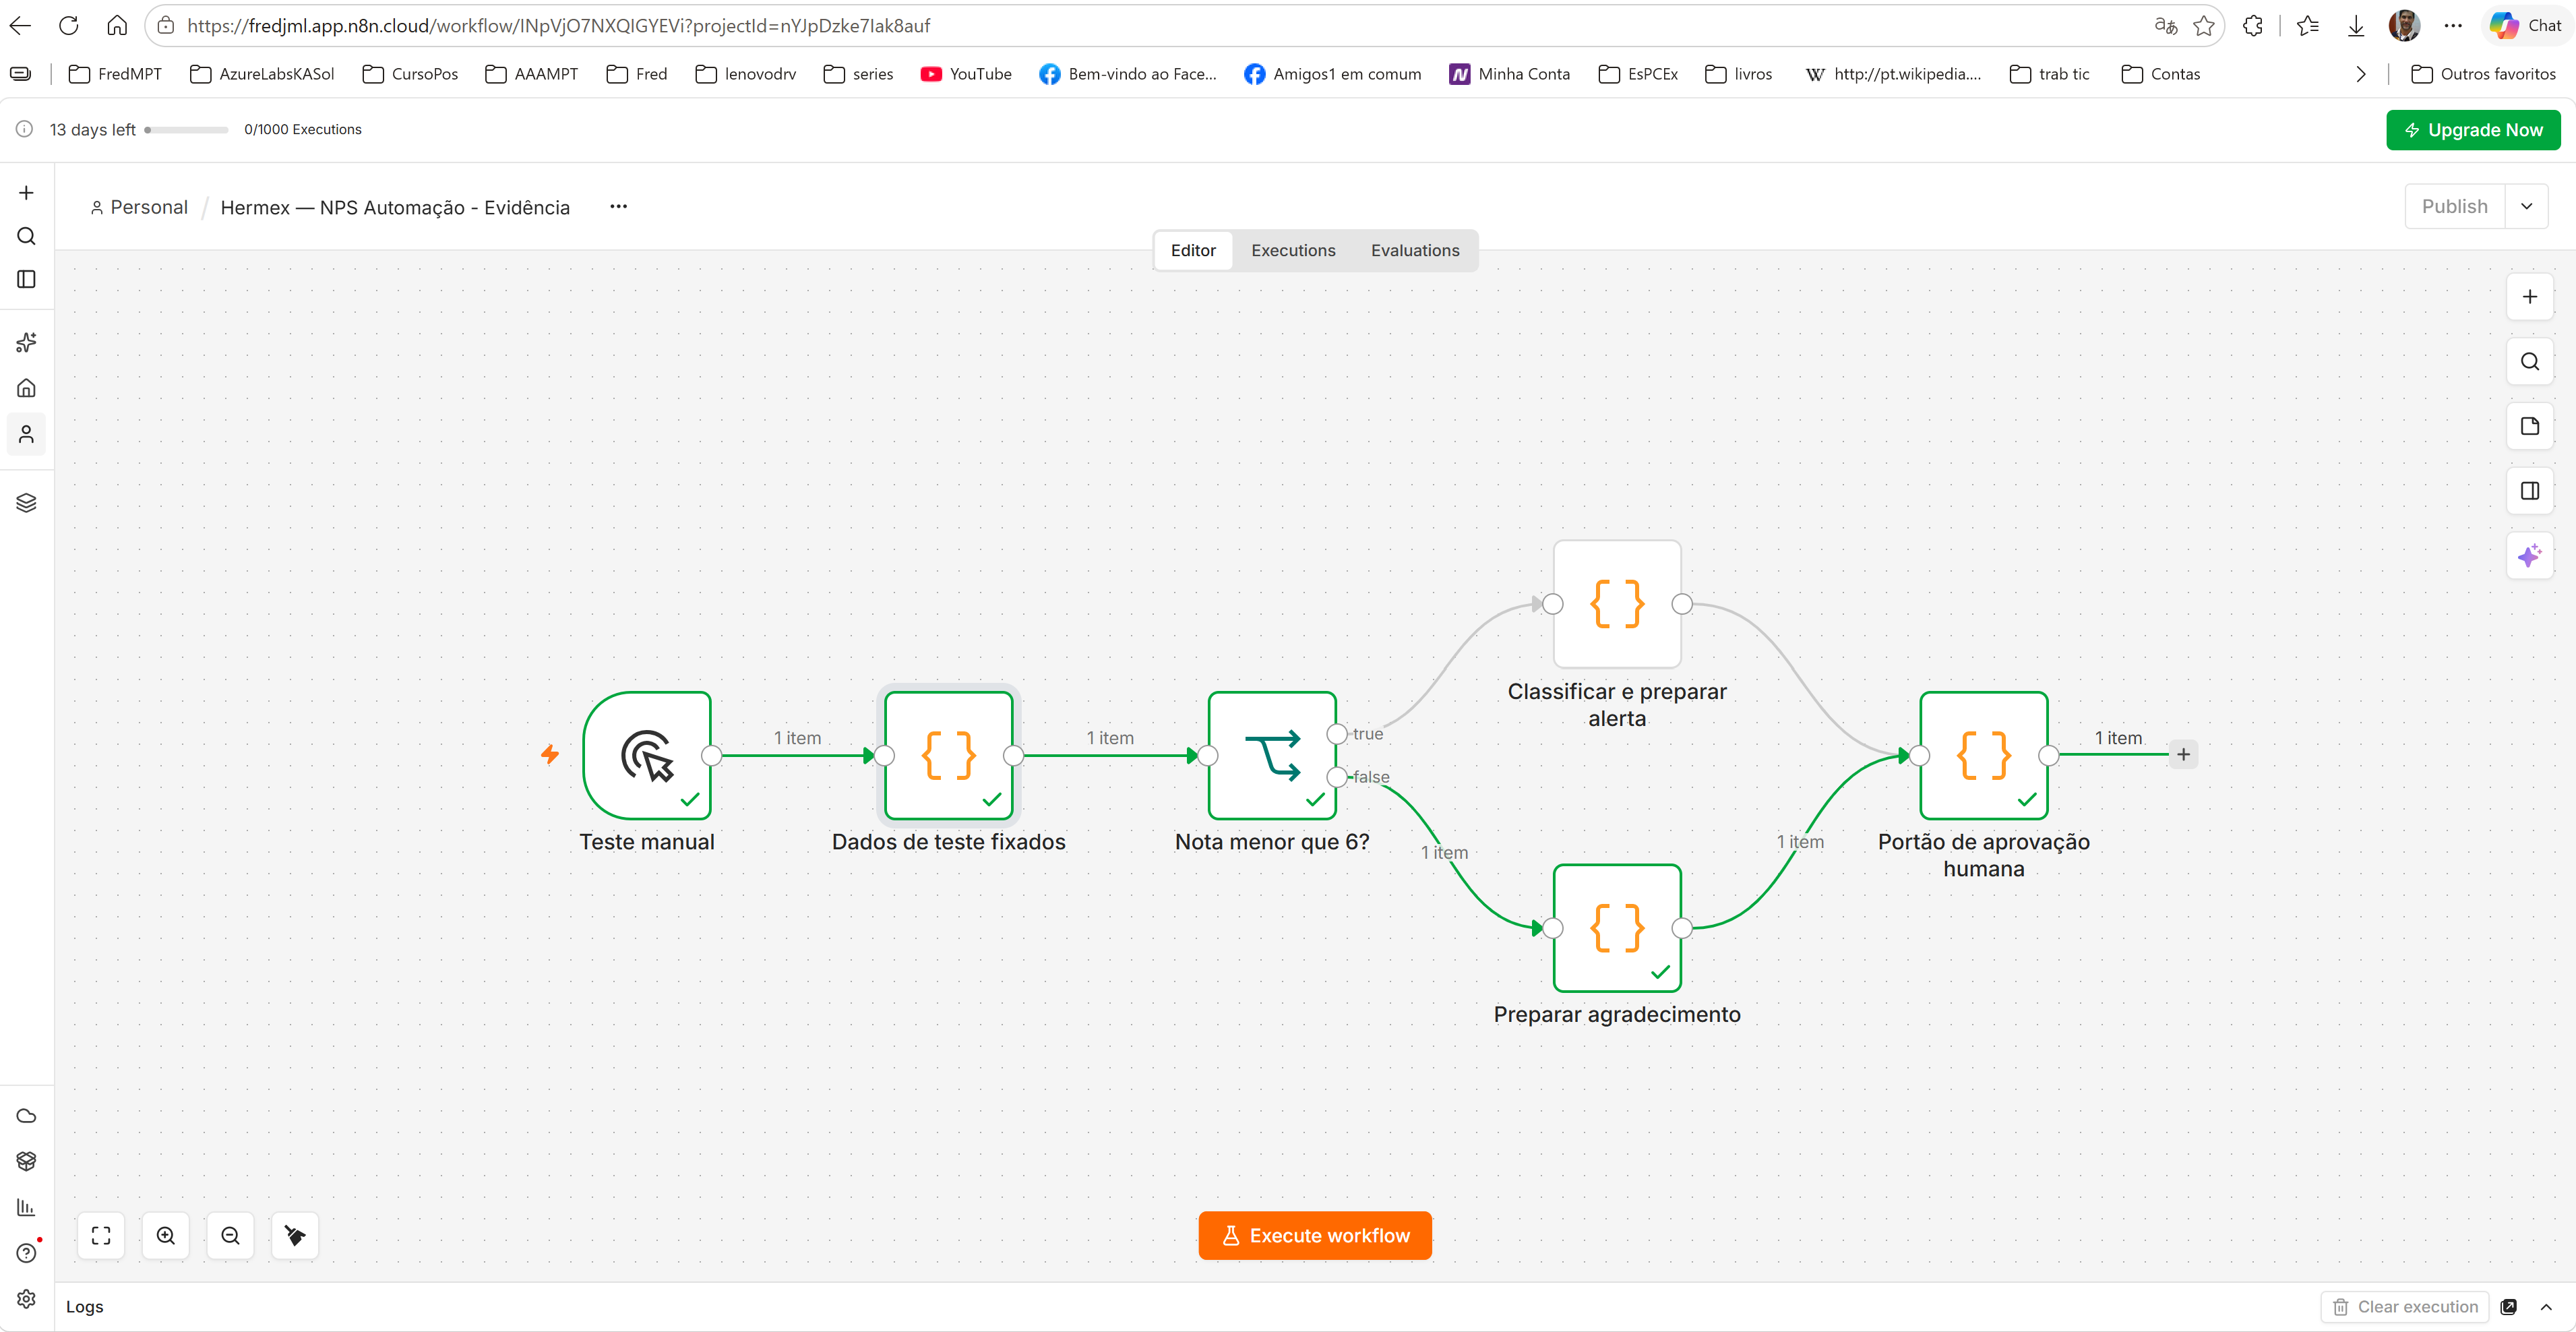 https://fredjml.app.n8n.cloud/workflow/INpVjO7NXQIGYEVi?projectId=nYJpDzke7Iak8auf
Chat
FredMPT
AzureLabsKASol
CursoPos
AAAMPT
Fred
lenovodrv
series
YouTube
Bem-vindo ao Face...
Amigos1 em comum
Minha Conta
EsPCEx
livros
http://pt.wikipedia....
trab tic
Contas
Outros favoritos
13 days left
0/1000 Executions
Upgrade Now
Personal / Hermex — NPS Automação - Evidência
Publish
Editor
Executions
Evaluations
Classificar e preparar
alerta
1 item
1 item
true
false
1 item
1 item
1 item
Teste manual
Dados de teste fixados
Nota menor que 6?
Portão de aprovação
humana
Preparar agradecimento
Execute workflow
Logs
Clear execution